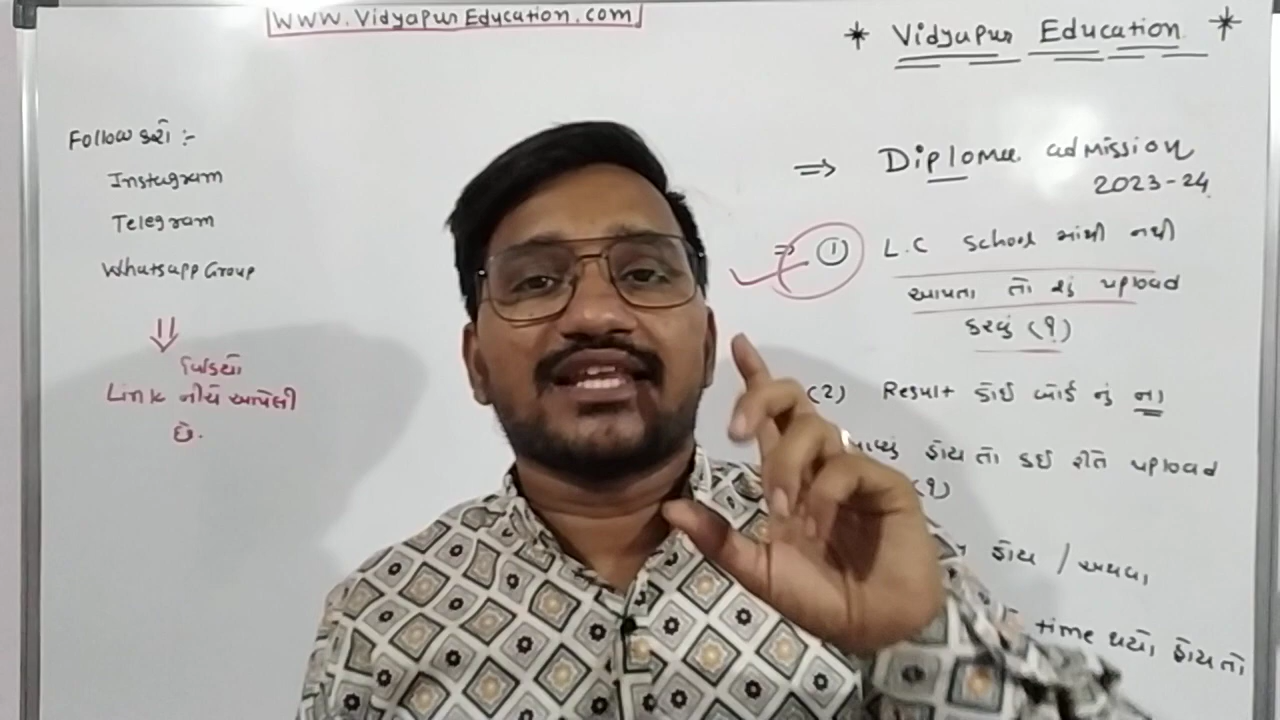 www.VidyapurEducation.com
* Vidyapur Education *
Follow કરો :-
Instagram
Telegram
Whatsapp Group
વિડિયો
Link નીચે આપેલી
છે.
⇒ Diploma admission
2023-24
⇒ ① L.C school માંથી નથી
આપતા તો શું upload
કરવું (?)
(2) Result કોઈ બોર્ડ નું ના
હોય તો કઈ રીતે upload
(?)
હોય / અથવા
time થયો હોય તો